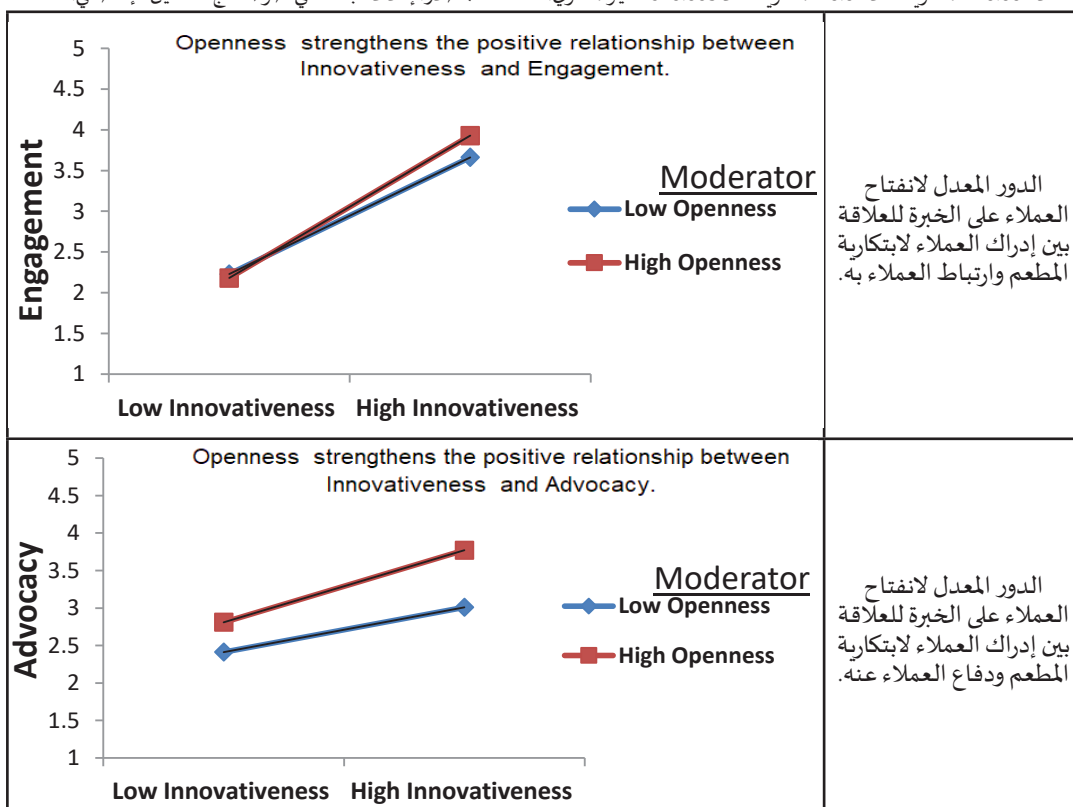 Openness strengthens the positive relationship between
Innovativeness and Engagement.
5
4.5
4
3.5
3
2.5
2
1.5
1
Engagement
Low Innovativeness High Innovativeness
Moderator
Low Openness
High Openness
الدور المعدل لانفتاح
العملاء على الخبرة للعلاقة
بين إدراك العملاء لابتكارية
المطعم وارتباط العملاء به.
Openness strengthens the positive relationship between
Innovativeness and Advocacy.
5
4.5
4
3.5
3
2.5
2
1.5
1
Advocacy
Low Innovativeness High Innovativeness
Moderator
Low Openness
High Openness
الدور المعدل لانفتاح
العملاء على الخبرة للعلاقة
بين إدراك العملاء لابتكارية
المطعم ودفاع العملاء عنه.